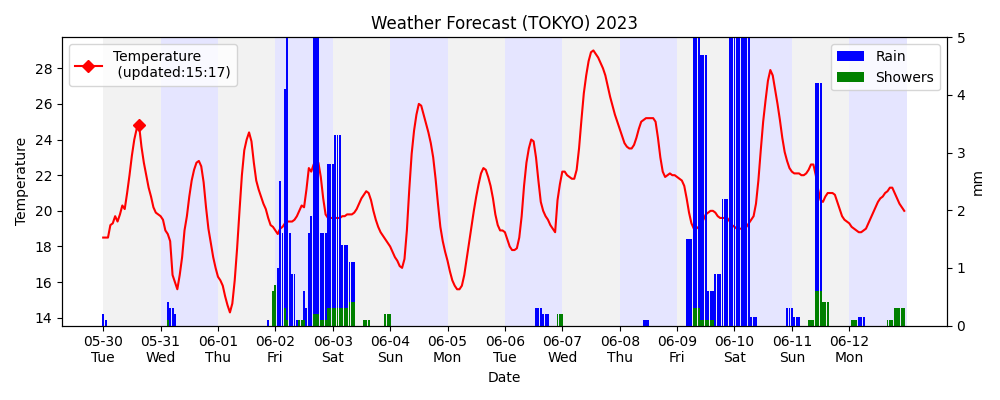 Weather Forecast (TOKYO) 2023
Temperature
(updated:15:17)
Rain
Showers
Temperature
28
26
24
22
20
18
16
14
5
4
3
2
1
0
mm
05-30 05-31 06-01 06-02 06-03 06-04 06-05 06-06 06-07 06-08 06-09 06-10 06-11 06-12
Tue Wed Thu Fri Sat Sun Mon Tue Wed Thu Fri Sat Sun Mon
Date